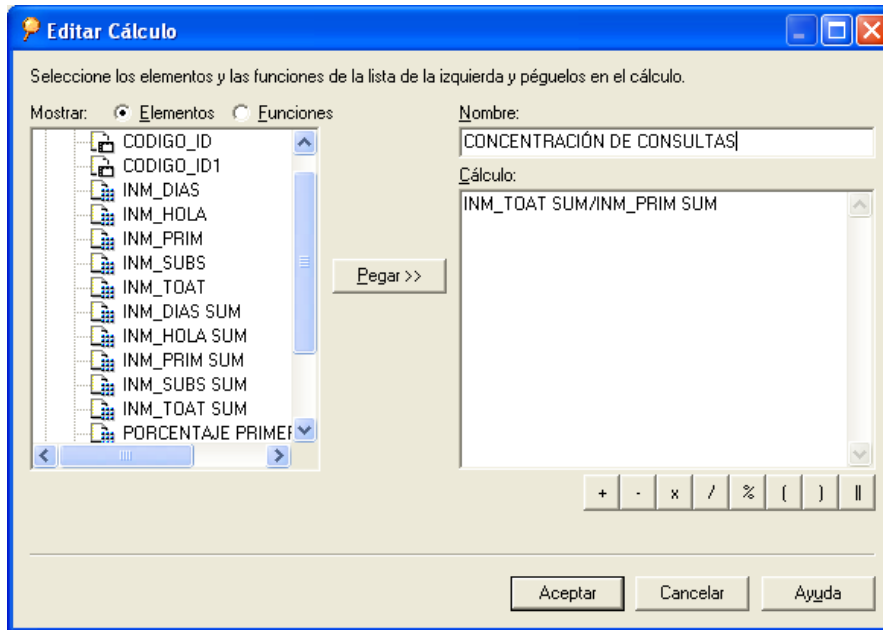 Editar Cálculo
Seleccione los elementos y las funciones de la lista de la izquierda y péguelos en el cálculo.
Mostrar: Elementos Funciones
CODIGO_ID
CODIGO_ID1
INM_DIAS
INM_HOLA
INM_PRIM
INM_SUBS
INM_TOAT
INM_DIAS SUM
INM_HOLA SUM
INM_PRIM SUM
INM_SUBS SUM
INM_TOAT SUM
PORCENTAJE PRIMER
Pegar >>
Nombre:
CONCENTRACIÓN DE CONSULTAS
Cálculo:
INM_TOAT SUM/INM_PRIM SUM
+ - x / % ( ) ||
Aceptar Cancelar Ayuda